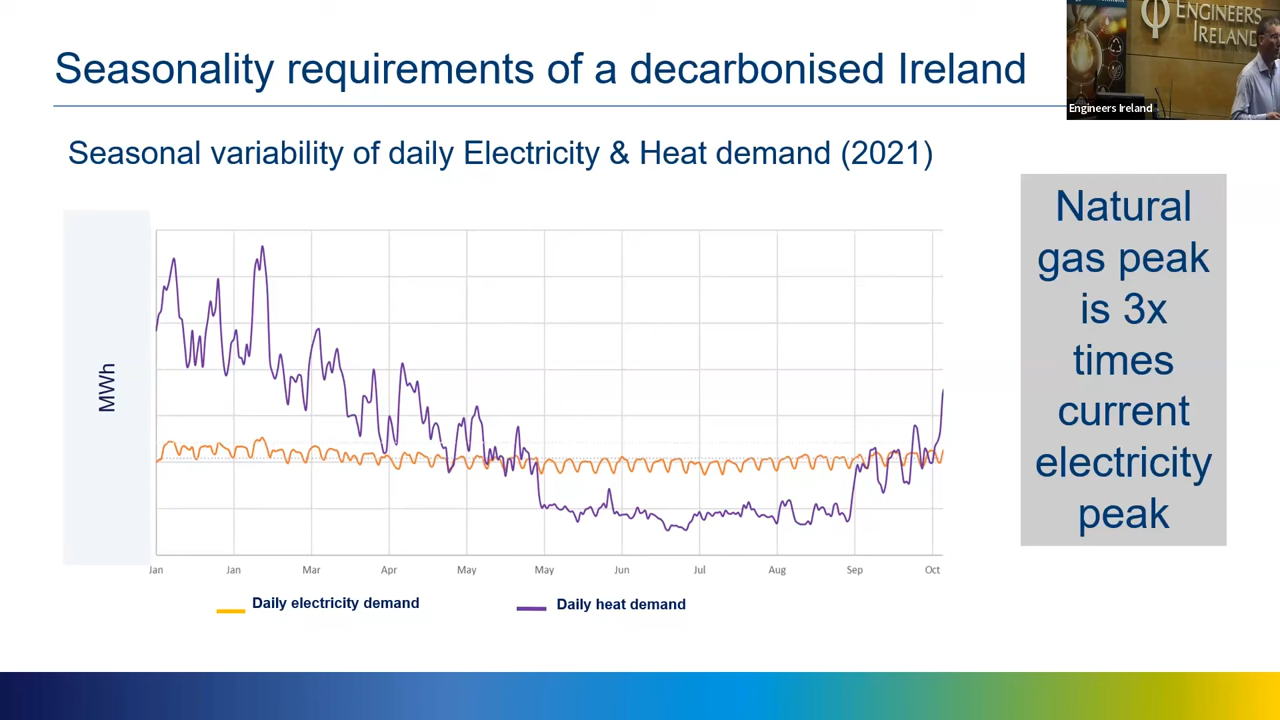 Seasonality requirements of a decarbonised Ireland
ENGINEERS
IRELAND
Engineers Ireland
Seasonal variability of daily Electricity & Heat demand (2021)
Natural
gas peak
is 3x
times
current
electricity
peak
MWh
Jan Jan Mar Apr May May Jun Jul Aug Sep Oct
Daily electricity demand Daily heat demand